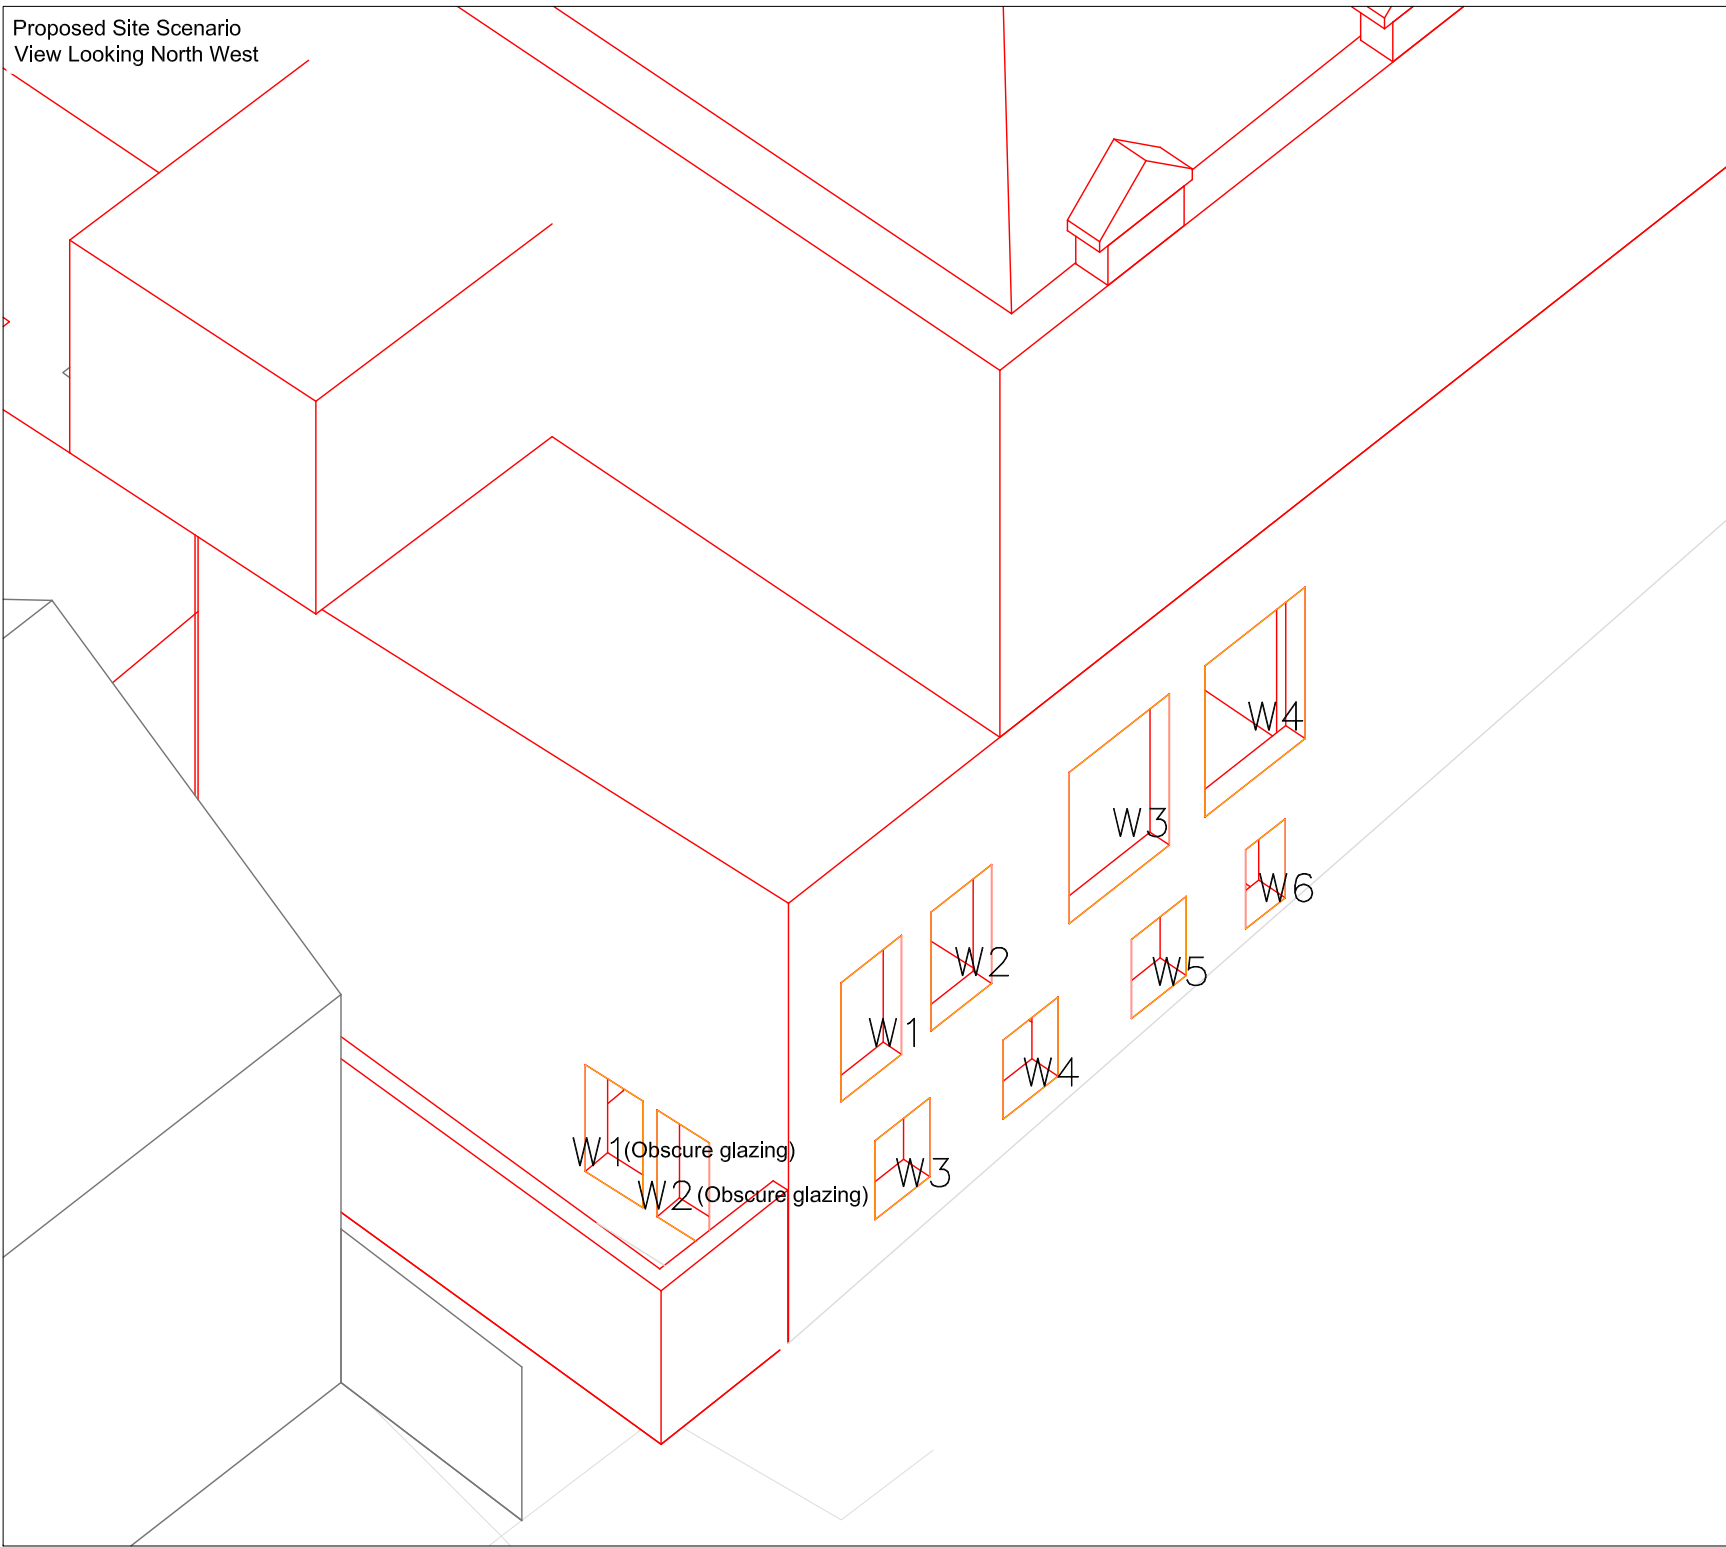 Proposed Site Scenario
View Looking North West
W4
W3
W6
W2
W5
W1
W4
W1(Obscure glazing)
W3
W2(Obscure glazing)